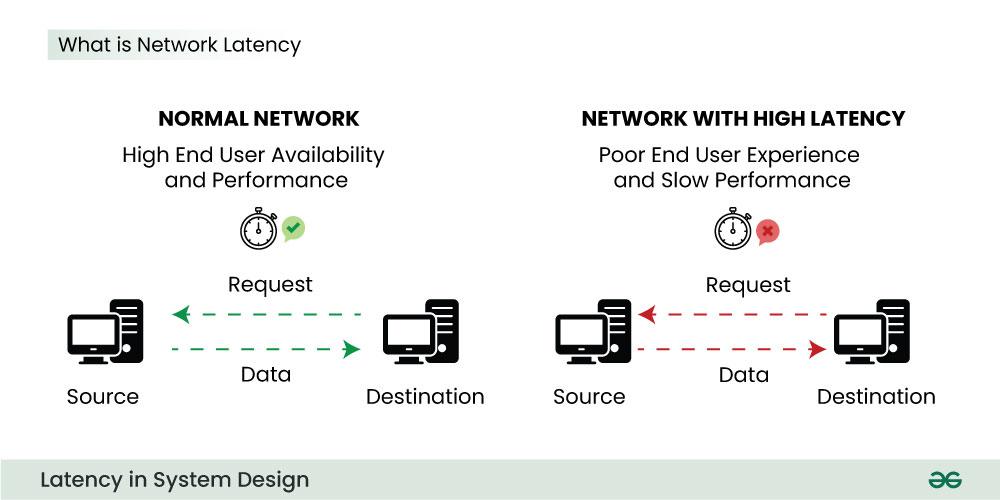 What is Network Latency
NORMAL NETWORK
High End User Availability
and Performance
Request
Data
Source
Destination
NETWORK WITH HIGH LATENCY
Poor End User Experience
and Slow Performance
Request
Data
Source
Destination
Latency in System Design